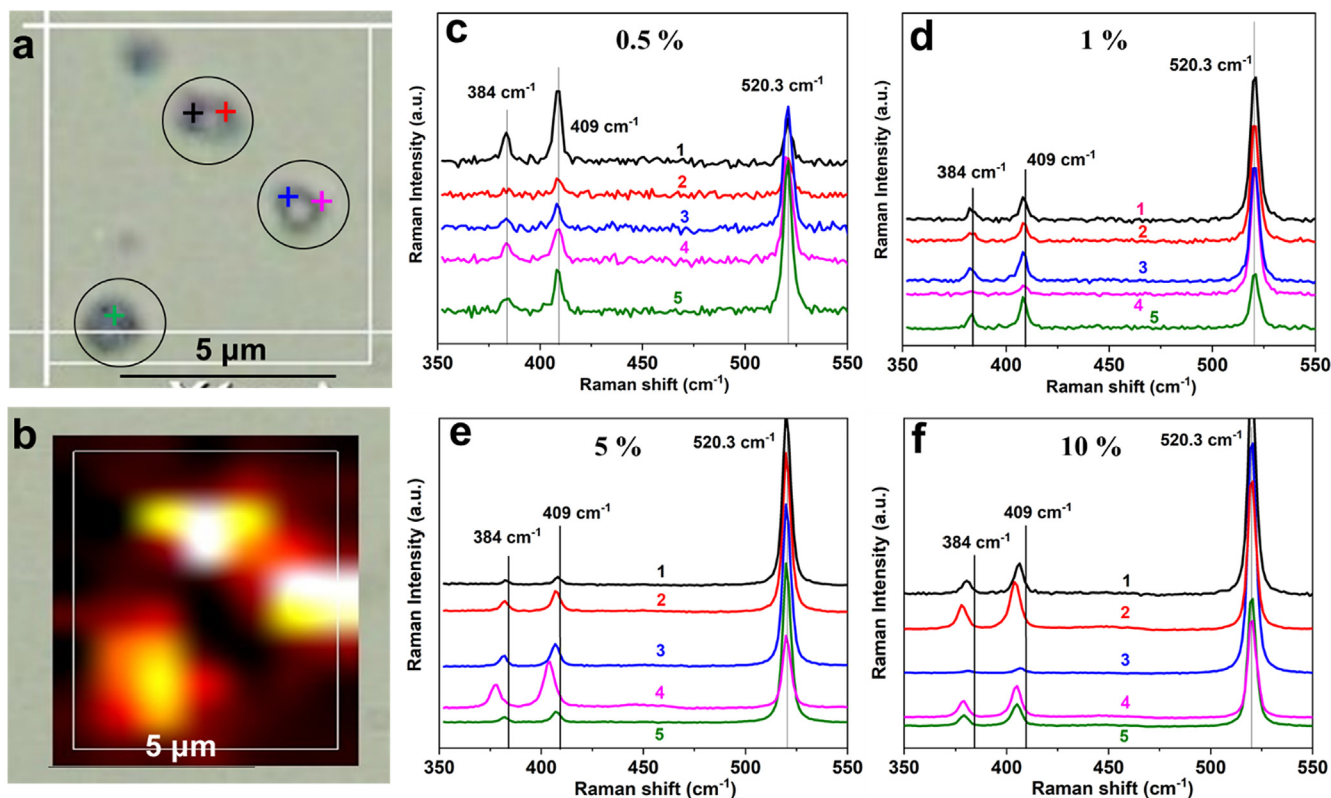 a
5 µm
b
5 µm
c
0.5 %
384 cm-1
409 cm-1
520.3 cm-1
1
2
3
4
5
Raman Intensity (a.u.)
350 400 450 500 550
Raman shift (cm-1)
d
1 %
384 cm-1
409 cm-1
520.3 cm-1
1
2
3
4
5
Raman Intensity (a.u.)
350 400 450 500 550
Raman shift (cm-1)
e
5 %
384 cm-1
409 cm-1
520.3 cm-1
1
2
3
4
5
Raman Intensity (a.u.)
350 400 450 500 550
Raman shift (cm-1)
f
10 %
384 cm-1
409 cm-1
520.3 cm-1
1
2
3
4
5
Raman Intensity (a.u.)
350 400 450 500 550
Raman shift (cm-1)